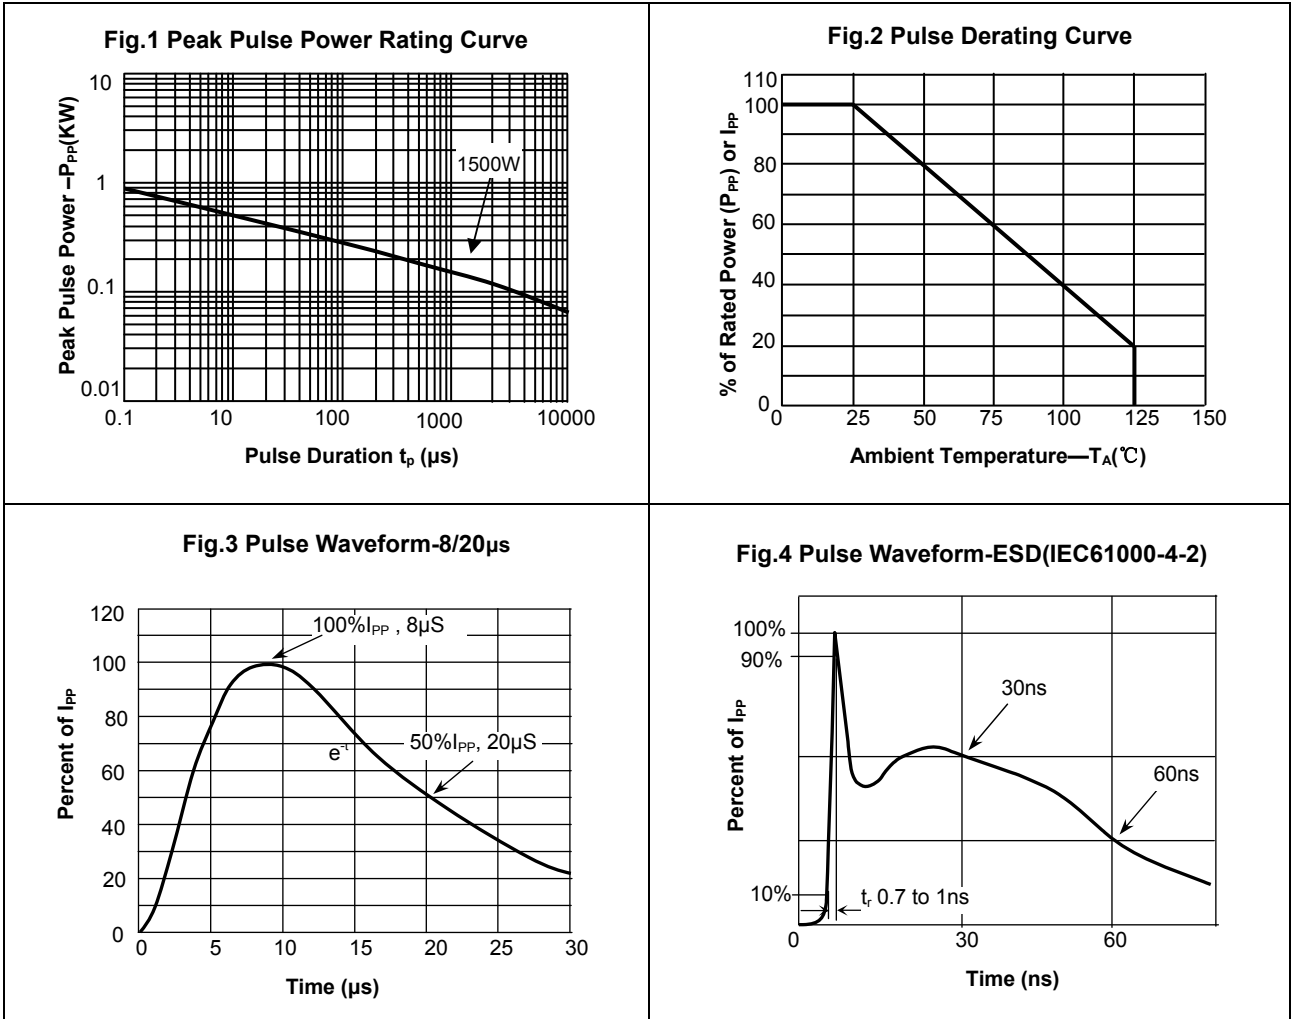 Fig.1 Peak Pulse Power Rating Curve
Peak Pulse Power –PPP(KW)
10
1
0.1
0.01
1500W
0.1
10
100
1000
10000
Pulse Duration tp (µs)
Fig.2 Pulse Derating Curve
% of Rated Power (PPP) or IPP
110
100
80
60
40
20
0
0
25
50
75
100
125
150
Ambient Temperature—TA(℃)
Fig.3 Pulse Waveform-8/20µs
Percent of IPP
120
100
80
60
40
20
0
100%IPP , 8µS
e-t
50%IPP, 20µS
0
5
10
15
20
25
30
Time (µs)
Fig.4 Pulse Waveform-ESD(IEC61000-4-2)
Percent of IPP
100%
90%
10%
30ns
60ns
tr 0.7 to 1ns
0
30
60
Time (ns)